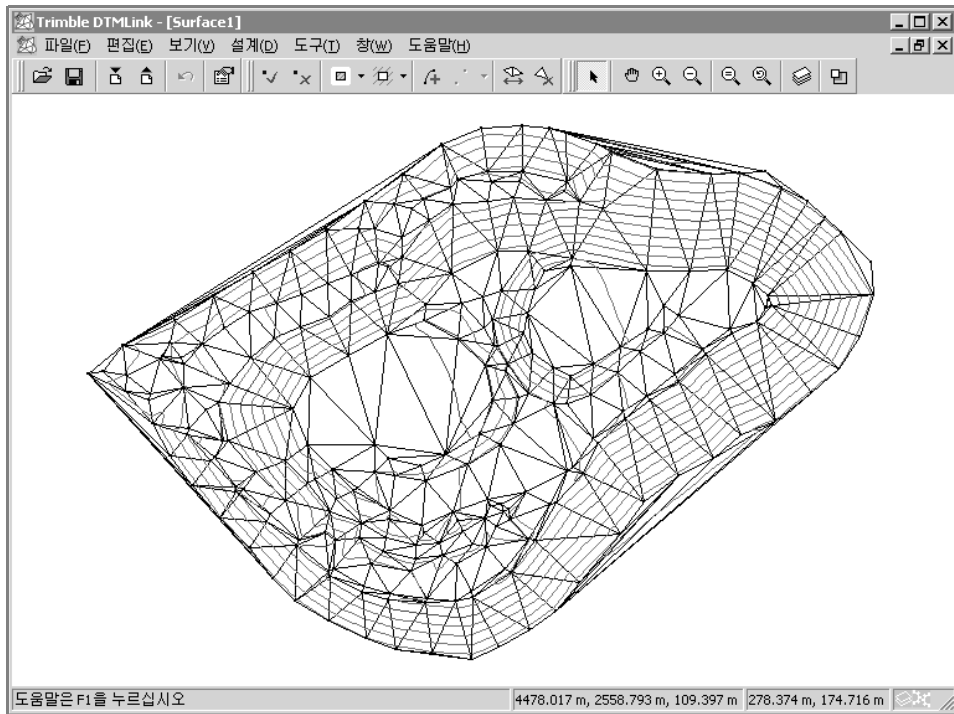 Trimble DTMLink - [Surface1]
파일(F) 편집(E) 보기(V) 설계(D) 도구(T) 창(W) 도움말(H)
도움말은 F1을 누르십시오 4478.017 m, 2558.793 m, 109.397 m 278.374 m, 174.716 m